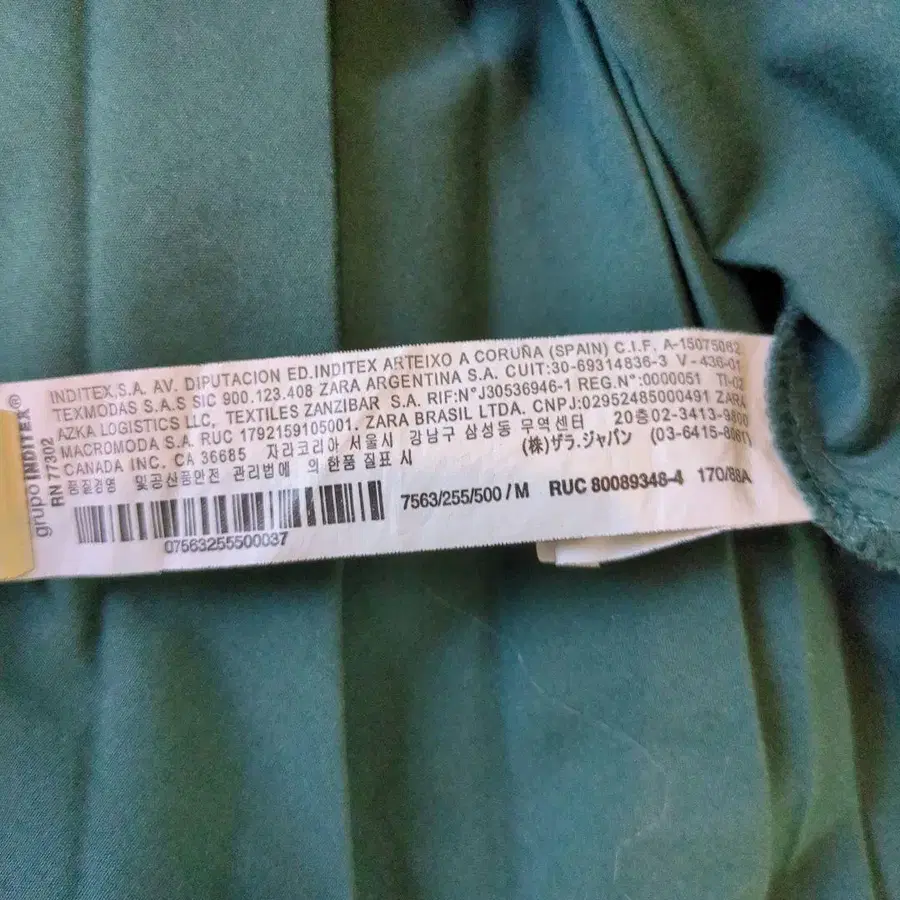 grupo INDITEX®
RN 77302
INDITEX,S.A. AV. DIPUTACION ED.INDITEX ARTEIXO A CORUÑA (SPAIN) C.I.F. A-15075062
TEXMODAS S.A.S SIC 900.123.408 ZARA ARGENTINA S.A. CUIT:30-69314836-3 V-436-01
AZKA LOGISTICS LLC, TEXTILES ZANZIBAR S.A. RIF:N°J30536946-1 REG.N°:0000051 TI-02
MACROMODA S.A. RUC 1792159105001. ZARA BRASIL LTDA. CNPJ:02952485000491 ZARA
CANADA INC. CA 36685 자라코리아 서울시 강남구 삼성동 무역센터 20층02-3413-9800
품질경영 및공산품안전 관리법에 의한품질표시 (株)ザラ・ジャパン (03-6415-8061)
07563255500037
7563/255/500 / M RUC 80089348-4 170/88A